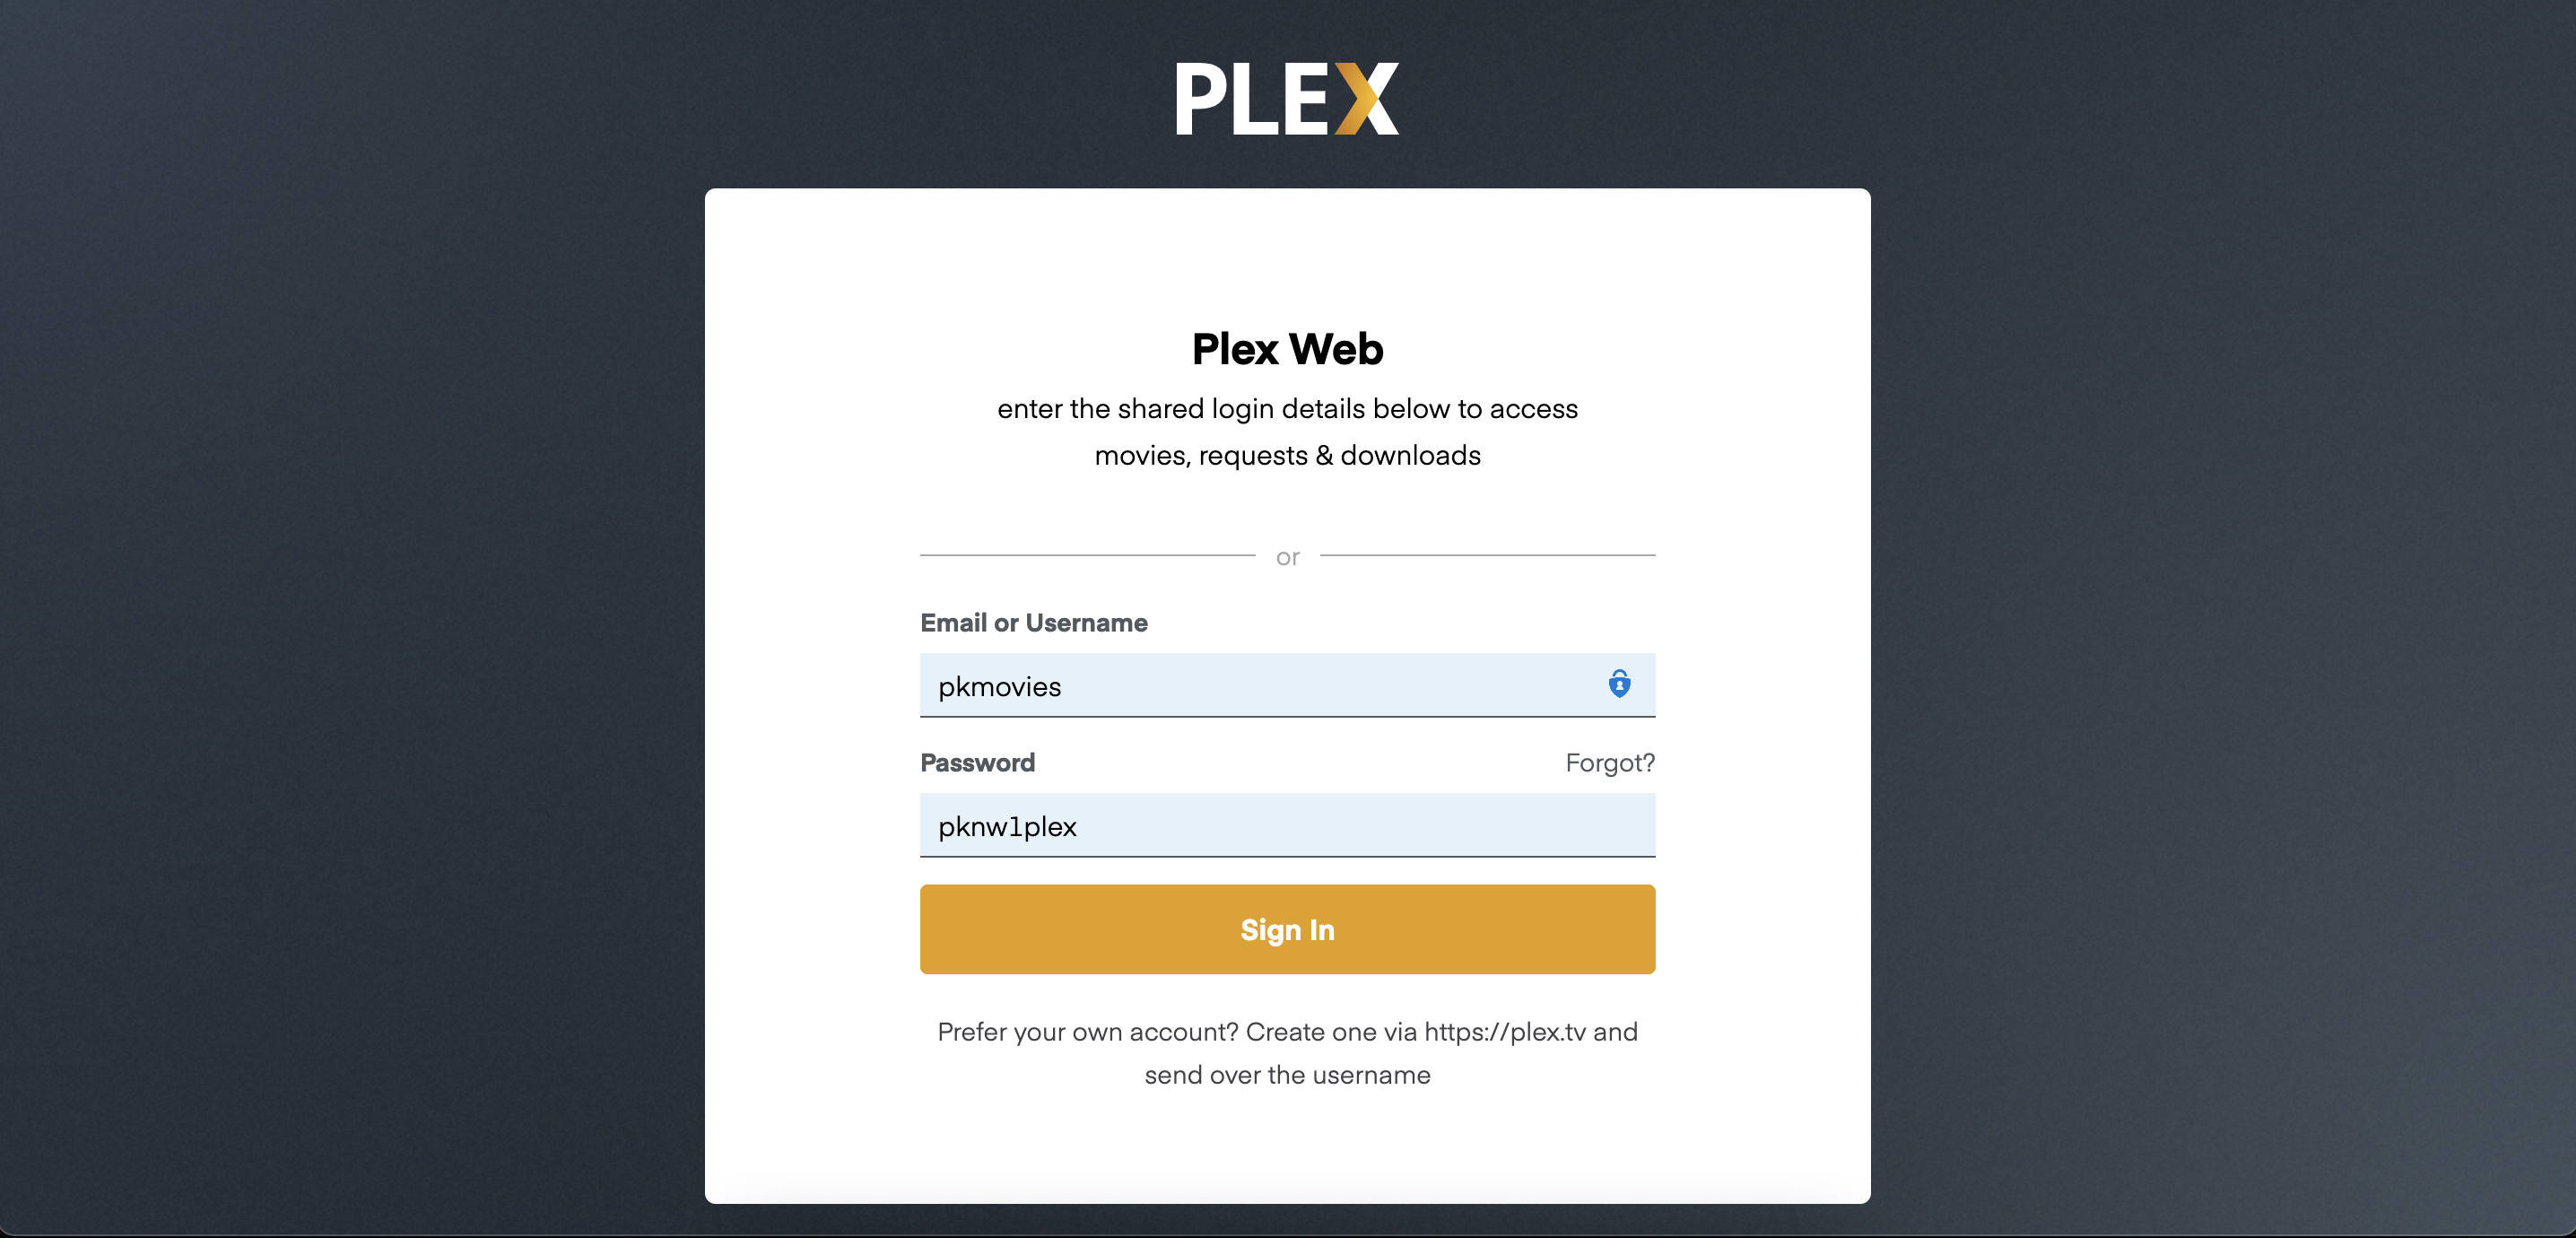 PLEX
Plex Web
enter the shared login details below to access
movies, requests & downloads
or
Email or Username
pkmovies
Password Forgot?
pknw1plex
Sign In
Prefer your own account? Create one via https://plex.tv and
send over the username